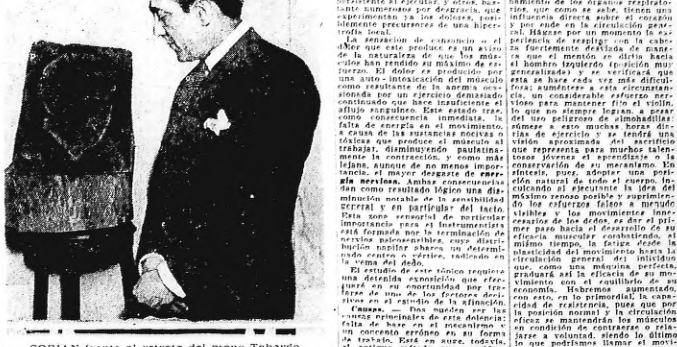 persistente al ejecutar, y otros, bas-
tante numerosos por desgracia, que
experimentan ya los dolores, posi-
blemente precursores de una hiper-
trofia local.
La sensación de cansancio o el
dolor que este produce es un aviso
de la naturaleza de que los mús-
culos han rendido su máximo de es-
fuerzo. El dolor es producido por
una auto-intoxicación del músculo
como resultante de la anemia oca-
sionada por un ejercicio demasiado
continuado que hace insuficiente el
aflujo sanguíneo. Este estado trae,
como consecuencia inmediata, la
falta de energía en el movimiento,
a causa de las sustancias nocivas o
tóxicas que produce el músculo al
trabajar, disminuyendo paulatina-
mente la contracción, y como más
lejana, aunque de no menos impor-
tancia, el mayor desgaste de ener-
gía nerviosa. Ambas consecuencias
dan como resultado lógico una dis-
minución notable de la sensibilidad
general y en particular del tacto.
Esta zona sensorial de particular
importancia para el instrumentista
está formada por la terminación de
nervios psicosensibles, cuya distri-
bución papilar abarca un determi-
nado centro o vértice, radicado en
la yema del dedo.
El estudio de este tópico requiere
una detenida exposición que efec-
tuaré en su oportunidad por tra-
tarse de uno de los factores deci-
sivos en el estudio de la afinación
Causas. — Dos pueden ser las
causas principales de esta dolencia:
falta de base en el mecanismo y
un concepto erróneo en su forma
de trabajo. Está en auge, todavía,
namiento de los órganos respirato-
rios, que como se sabe, tienen una
influencia directa sobre el corazón
y por ende en la circulación gene-
ral. Hágase por un momento la ex-
periencia de respirar con la cabe-
za fuertemente desviada de mane-
ra que el mentón se dirija hacia
el hombro izquierdo (posición muy
generalizada) y se verificará que
esta se hace cada vez más dificul-
tosa; auméntese a esta circunstan-
cia, un considerable esfuerzo ner-
vioso para mantener fijo el violín,
lo que no siempre logran, a pesar
del uso peligroso de almohadillas;
súmese a esto muchas horas dia-
rias de ejercicio y se tendrá una
visión aproximada del sacrificio
que representa para muchos talen-
tosos jóvenes el aprendizaje o la
conservación de su mecanismo. En
síntesis, pues, adoptar una posi-
ción natural de todo el cuerpo, in-
culcando al ejecutante la idea del
máximo reposo posible y suprimien-
do los esfuerzos falsos a menudo
visibles y los movimientos inne-
cesarios de los dedos, es dar el pri-
mer paso hacia el desarrollo de su
eficacia muscular combatiendo, al
mismo tiempo, la fatiga desde la
plasticidad del movimiento hasta la
circulación general del individuo
que, como una máquina perfecta,
graduará así la eficacia de su mo-
vimiento con el equilibrio de su
economía. Habremos aumentado,
con esto, en lo primordial, la capa-
cidad de resistencia, pues que por
la posición normal y la circulación
eficaz se mantendrán los músculos
en condición de contraerse o rela-
jarse a voluntad, siendo lo último
lo que podríamos llamar el movi-